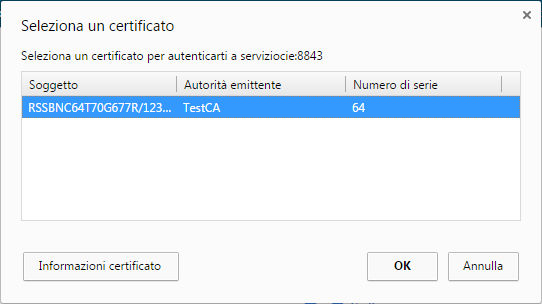 Seleziona un certificato
Seleziona un certificato per autenticarti a serviziocie:8843
Soggetto Autorità emittente Numero di serie
RSSBNC64T70G677R/123... TestCA 64
Informazioni certificato OK Annulla